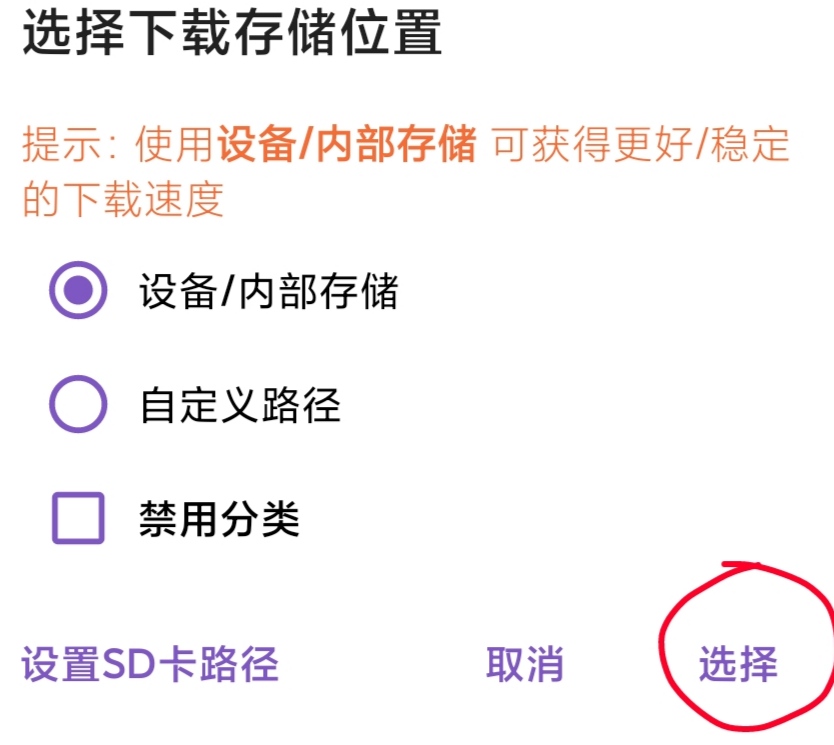 选择下载存储位置
提示：使用设备/内部存储 可获得更好/稳定
的下载速度
设备/内部存储
自定义路径
禁用分类
设置SD卡路径 取消 选择